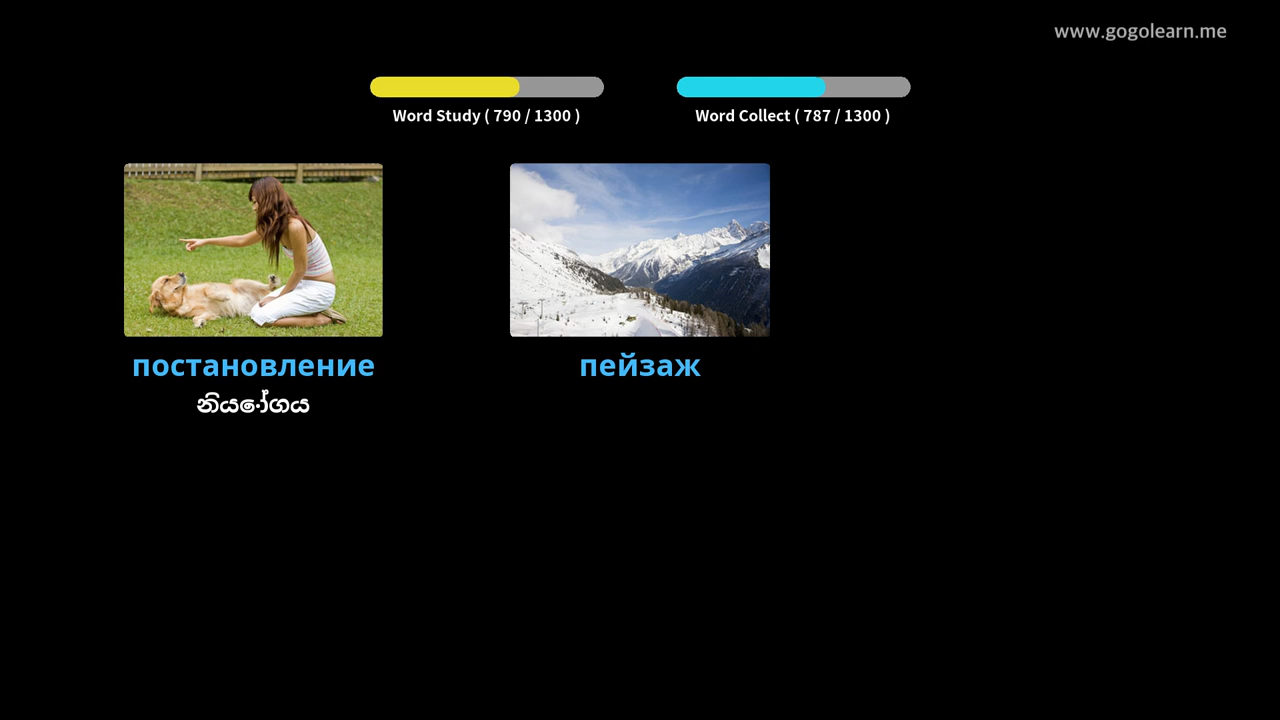 www.gogolearn.me
Word Study ( 790 / 1300 )
Word Collect ( 787 / 1300 )
постановление
пейзаж
නියෝගය